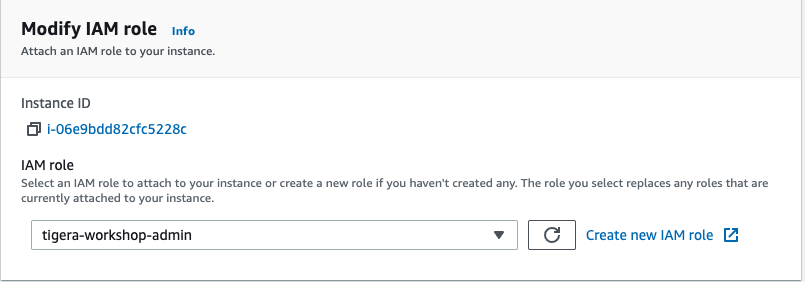 Modify IAM role Info
Attach an IAM role to your instance.
Instance ID
i-06e9bdd82cfc5228c
IAM role
Select an IAM role to attach to your instance or create a new role if you haven't created any. The role you select replaces any roles that are
currently attached to your instance.
tigera-workshop-admin
Create new IAM role